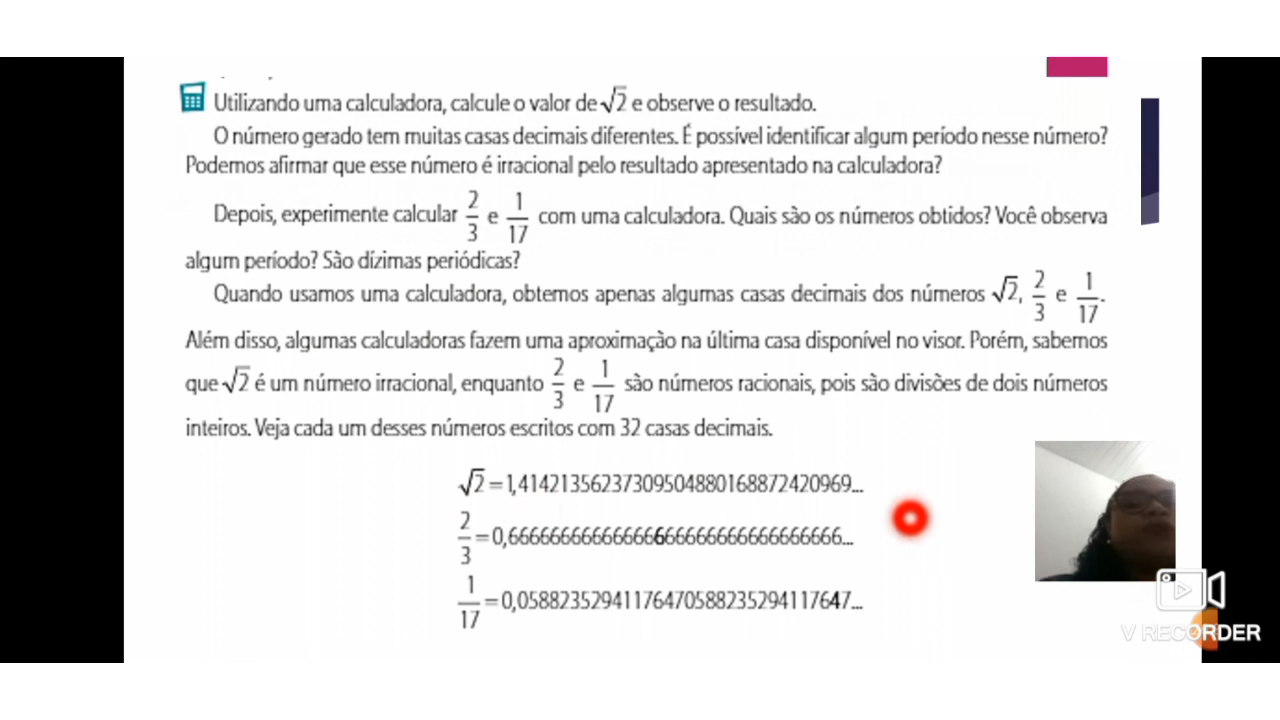 Utilizando uma calculadora, calcule o valor de √2 e observe o resultado.
O número gerado tem muitas casas decimais diferentes. É possível identificar algum período nesse número?
Podemos afirmar que esse número é irracional pelo resultado apresentado na calculadora?
Depois, experimente calcular 2/3 e 1/17 com uma calculadora. Quais são os números obtidos? Você observa
algum período? São dízimas periódicas?
Quando usamos uma calculadora, obtemos apenas algumas casas decimais dos números √2, 2/3 e 1/17.
Além disso, algumas calculadoras fazem uma aproximação na última casa disponível no visor. Porém, sabemos
que √2 é um número irracional, enquanto 2/3 e 1/17 são números racionais, pois são divisões de dois números
inteiros. Veja cada um desses números escritos com 32 casas decimais.
√2 = 1,41421356237309504880168872420969...
2/3 = 0,66666666666666666666666666666666...
1/17 = 0,05882352941176470588235294117647...
V RECORDER